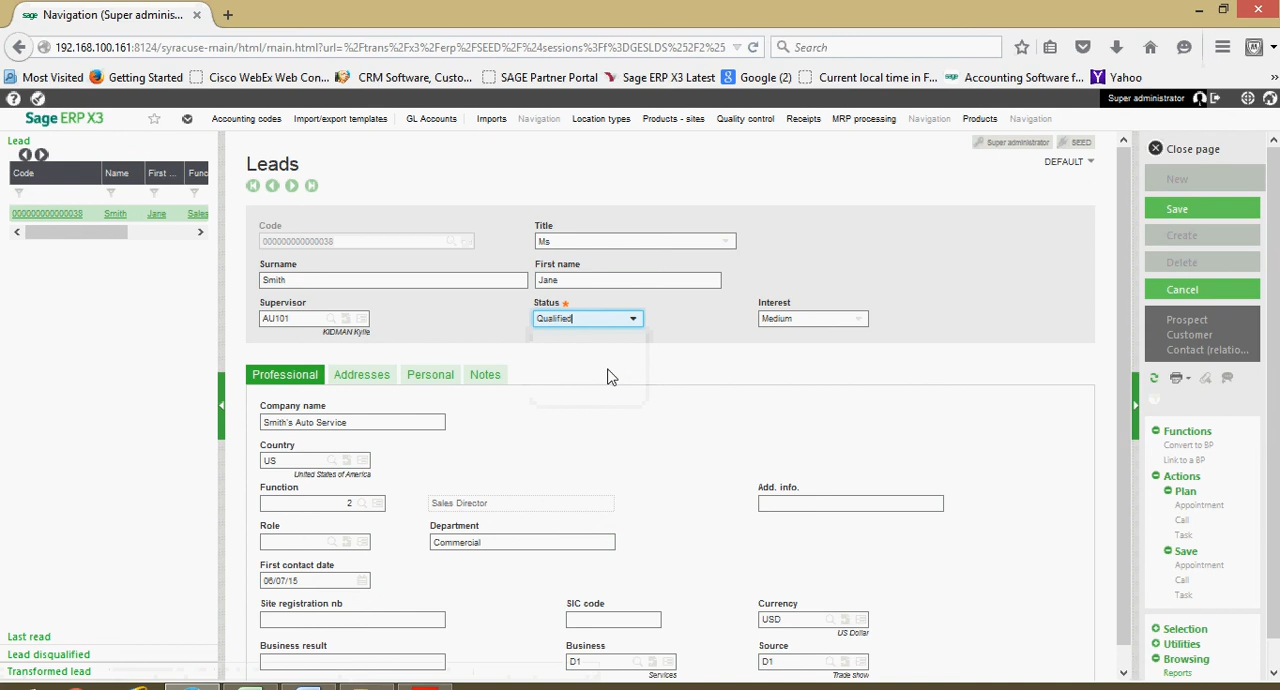 sage Navigation (Super adminis... × +
192.168.100.161:8124/syracuse-main/html/main.html?url=%2Ftrans%2Fx3%2Ferp%2FSEED%2F%24sessions%3Ff%3DGESLDS%252F2%25 Search
Most Visited Getting Started Cisco WebEx Web Con... CRM Software, Custo... SAGE Partner Portal Sage ERP X3 Latest Google (2) Current local time in F... Accounting Software f... Yahoo »
Super administrator
Sage ERP X3 Accounting codes Import/export templates GL Accounts Imports Navigation Location types Products - sites Quality control Receipts MRP processing Navigation Products Navigation
Lead
Super administrator SEED
Close page
Leads
DEFAULT
Code Name First ... Func
New
000000000000038 Smith Jane Sales
Save
Code Title
000000000000038 Ms
Create
Surname First name
Delete
Smith Jane
Cancel
Supervisor Status * Interest
AU101 Qualified Medium
KIDMAN Kylie
Prospect
Customer
Contact (relatio...
Professional Addresses Personal Notes
Company name
Smith's Auto Service
Country
US
United States of America
Function Add. info.
2 Sales Director
Role Department
Commercial
First contact date
06/07/15
Site registration nb SIC code Currency
USD
US Dollar
Business result Business Source
D1 D1
Services Trade show
Functions
Convert to BP
Link to a BP
Actions
Plan
Appointment
Call
Task
Save
Appointment
Call
Task
Selection
Utilities
Browsing
Reports
Last read
Lead disqualified
Transformed lead